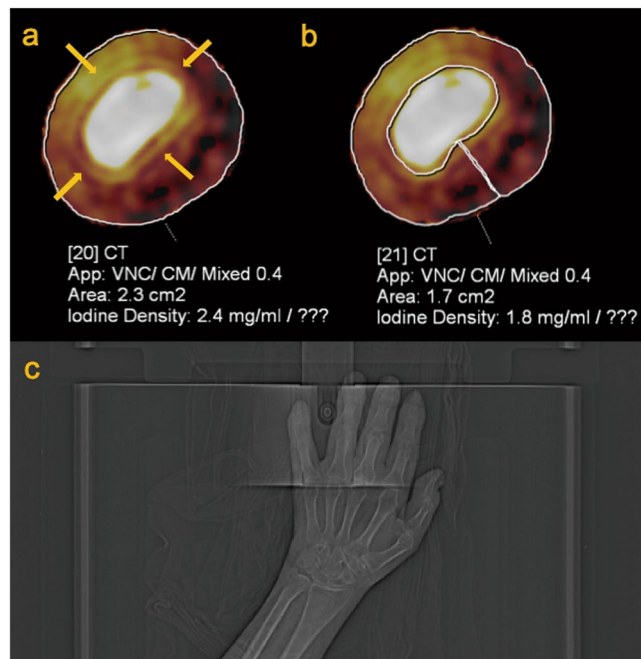 a
b
[20] CT
App: VNC/ CM/ Mixed 0.4
Area: 2.3 cm2
Iodine Density: 2.4 mg/ml / ???
[21] CT
App: VNC/ CM/ Mixed 0.4
Area: 1.7 cm2
Iodine Density: 1.8 mg/ml / ???
c